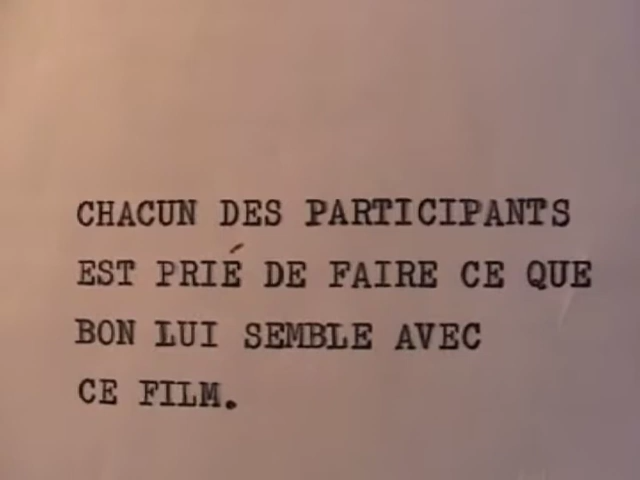 CHACUN DES PARTICIPANTS
EST PRIÉ DE FAIRE CE QUE
BON LUI SEMBLE AVEC
CE FILM.